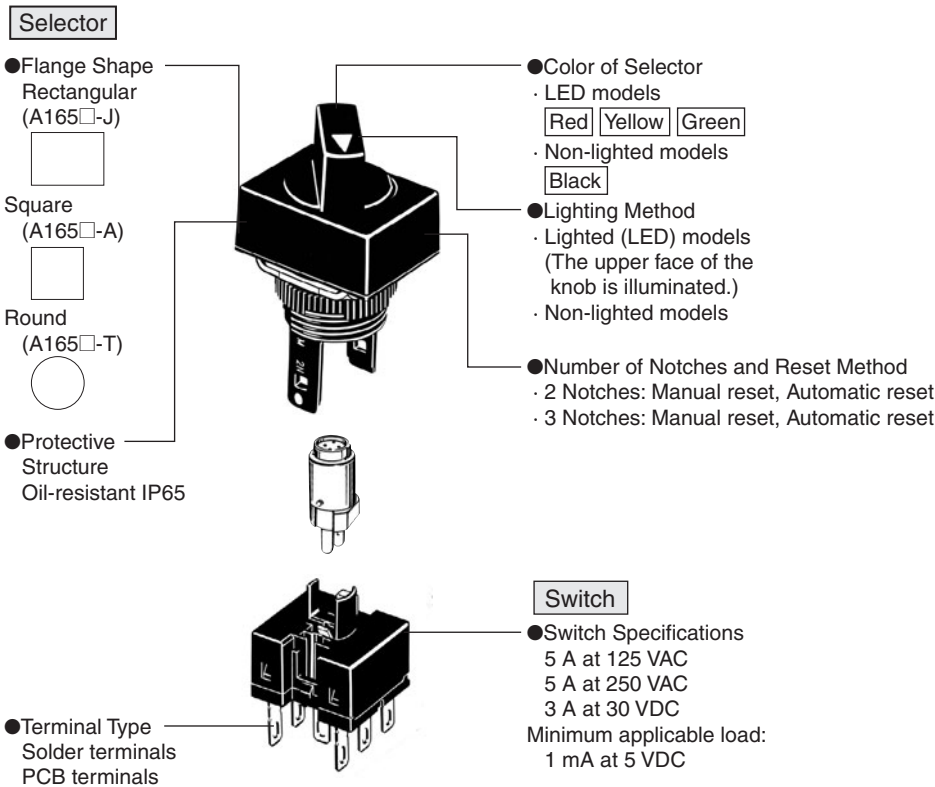 Selector
●Flange Shape
Rectangular
(A165□-J)
Square
(A165□-A)
Round
(A165□-T)
●Protective
Structure
Oil-resistant IP65
●Terminal Type
Solder terminals
PCB terminals
●Color of Selector
· LED models
Red Yellow Green
· Non-lighted models
Black
●Lighting Method
· Lighted (LED) models
(The upper face of the
knob is illuminated.)
· Non-lighted models
●Number of Notches and Reset Method
· 2 Notches: Manual reset, Automatic reset
· 3 Notches: Manual reset, Automatic reset
Switch
●Switch Specifications
5 A at 125 VAC
5 A at 250 VAC
3 A at 30 VDC
Minimum applicable load:
1 mA at 5 VDC